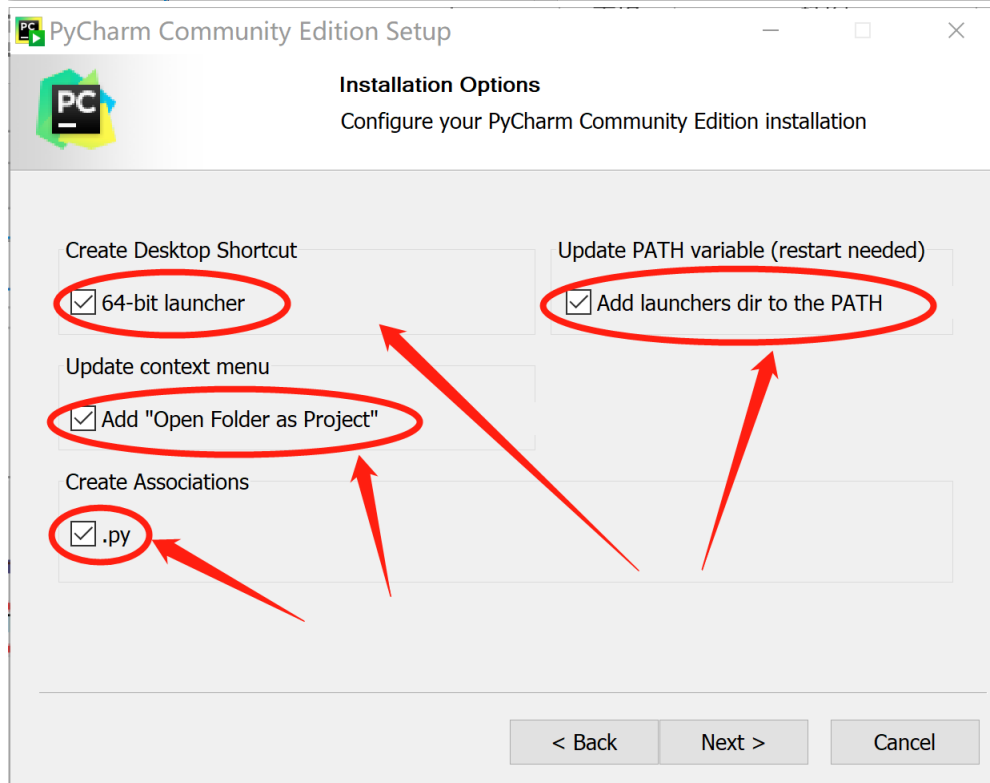 PyCharm Community Edition Setup
PC
Installation Options
Configure your PyCharm Community Edition installation
Create Desktop Shortcut
64-bit launcher
Update PATH variable (restart needed)
Add launchers dir to the PATH
Update context menu
Add "Open Folder as Project"
Create Associations
.py
< Back
Next >
Cancel